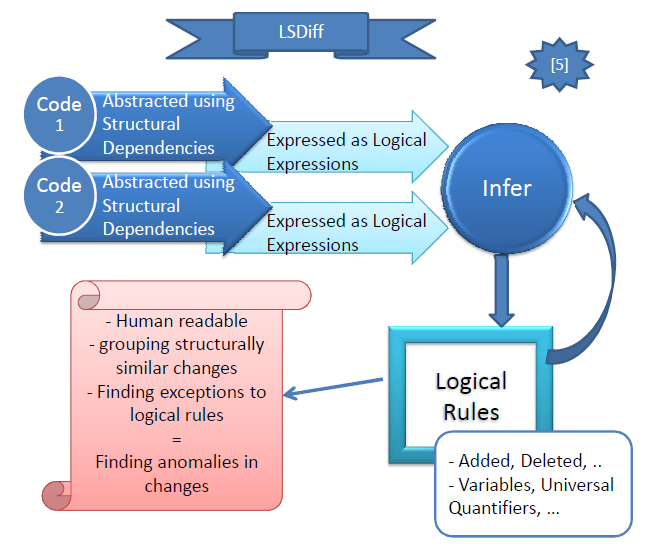 LSDiff
[5]
Code
1
Abstracted using
Structural
Dependencies
Expressed as Logical
Expressions
Code
2
Abstracted using
Structural
Dependencies
Expressed as Logical
Expressions
Infer
- Human readable
- grouping structurally
similar changes
- Finding exceptions to
logical rules
=
Finding anomalies in
changes
Logical
Rules
- Added, Deleted, ..
- Variables, Universal
Quantifiers, ...